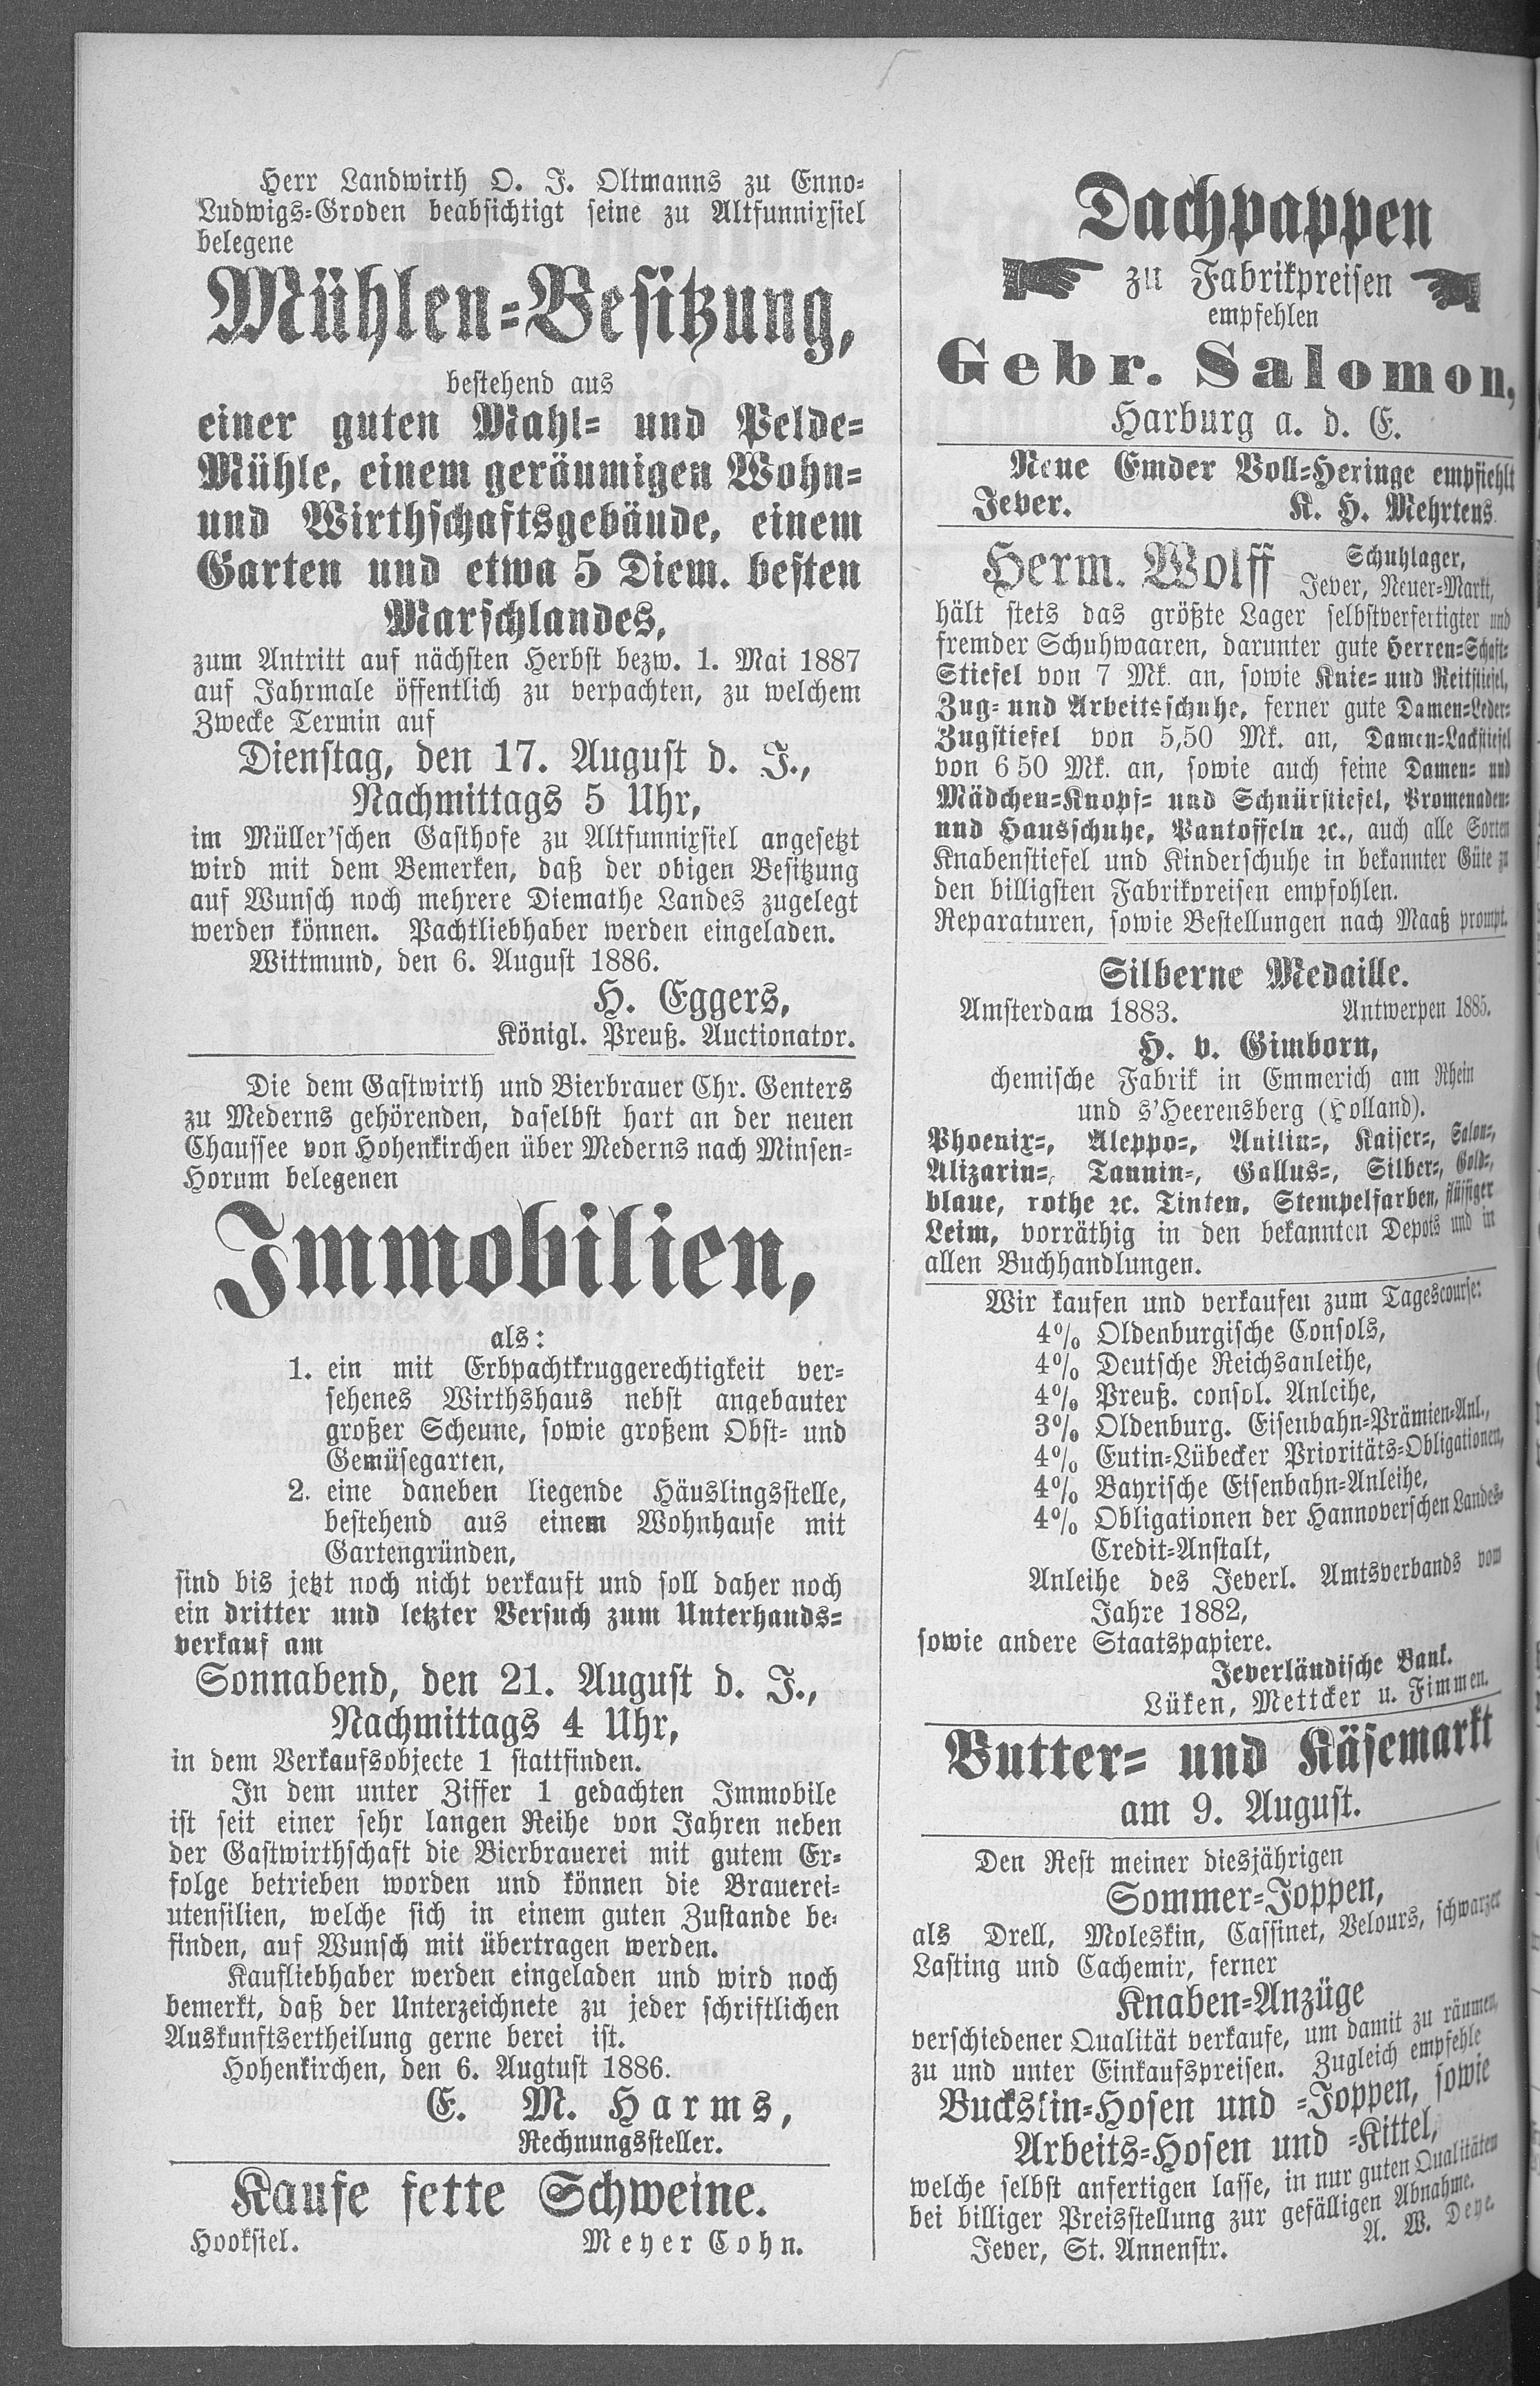 Herr Landwirth O. J. Oltmanns zu Enno-
Ludwigs-Groden beabsichtigt seine zu Altfunnixsiel
belegene
Mühlen-Besitzung,
bestehend aus
einer guten Mahl- und Pelde-
Mühle, einem geräumigen Wohn-
und Wirthschaftsgebäude, einem
Garten und etwa 5 Diem. besten
Marschlandes,
zum Antritt auf nächsten Herbst bezw. 1. Mai 1887
auf Jahrmale öffentlich zu verpachten, zu welchem
Zwecke Termin auf
Dienstag, den 17. August d. J.,
Nachmittags 5 Uhr,
im Müller'schen Gasthofe zu Altfunnixsiel angesetzt
wird mit dem Bemerken, daß der obigen Besitzung
auf Wunsch noch mehrere Diemathe Landes zugelegt
werden können. Pachtliebhaber werden eingeladen.
Wittmund, den 6. August 1886.
H. Eggers,
Königl. Preuß. Auctionator.
Die dem Gastwirth und Bierbrauer Chr. Genters
zu Mederns gehörenden, daselbst hart an der neuen
Chaussee von Hohenkirchen über Mederns nach Minsen-
Horum belegenen
Immobilien,
als:
1. ein mit Erbpachtkruggerechtigkeit ver-
sehenes Wirthshaus nebst angebauter
großer Scheune, sowie großem Obst- und
Gemüsegarten,
2. eine daneben liegende Häuslingsstelle,
bestehend aus einem Wohnhause mit
Gartengründen,
sind bis jetzt noch nicht verkauft und soll daher noch
ein dritter und letzter Versuch zum Unterhands-
verkauf am
Sonnabend, den 21. August d. J.,
Nachmittags 4 Uhr,
in dem Verkaufsobjecte 1 stattfinden.
In dem unter Ziffer 1 gedachten Immobile
ist seit einer sehr langen Reihe von Jahren neben
der Gastwirthschaft die Bierbrauerei mit gutem Er-
folge betrieben worden und können die Brauerei-
utensilien, welche sich in einem guten Zustande be-
finden, auf Wunsch mit übertragen werden.
Kaufliebhaber werden eingeladen und wird noch
bemerkt, daß der Unterzeichnete zu jeder schriftlichen
Auskunftsertheilung gerne berei ist.
Hohenkirchen, den 6. Augtust 1886.
E. M. Harms,
Rechnungssteller.
Kaufe fette Schweine.
Hooksiel. Meyer Cohn.
Dachpappen
zu Fabrikpreisen
empfehlen
Gebr. Salomon,
Harburg a. d. E.
Neue Emder Voll-Heringe empfiehlt
Jever. K. H. Mehrtens.
Herm. Wolff Schuhlager,
Jever, Neuer-Markt,
hält stets das größte Lager selbstverfertigter und
fremder Schuhwaaren, darunter gute Herren-Schaft-
Stiefel von 7 Mk. an, sowie Knie- und Reitstiefel,
Zug- und Arbeitsschuhe, ferner gute Damen-Leder-
Zugstiefel von 5,50 Mk. an, Damen-Lackstiefel
von 6 50 Mk. an, sowie auch feine Damen- und
Mädchen-Knopf- und Schnürstiefel, Promenaden-
und Hausschuhe, Pantoffeln ꝛc., auch alle Sorten
Knabenstiefel und Kinderschuhe in bekannter Güte zu
den billigsten Fabrikpreisen empfohlen.
Reparaturen, sowie Bestellungen nach Maaß prompt.
Silberne Medaille.
Amsterdam 1883. Antwerpen 1885.
H. v. Gimborn,
chemische Fabrik in Emmerich am Rhein
und s'Heerensberg (Holland).
Phoenix-, Aleppo-, Anilin-, Kaiser-, Salon-,
Alizarin-, Tannin-, Gallus-, Silber-, Gold-,
blaue, rothe ꝛc. Tinten, Stempelfarben, flüssiger
Leim, vorräthig in den bekannten Depots und in
allen Buchhandlungen.
Wir kaufen und verkaufen zum Tagescourse:
4% Oldenburgische Consols,
4% Deutsche Reichsanleihe,
4% Preuß. consol. Anleihe,
3% Oldenburg. Eisenbahn-Prämien-Anl.,
4% Eutin-Lübecker Prioritäts-Obligationen,
4% Bayrische Eisenbahn-Anleihe,
4% Obligationen der Hannoverschen Landes-
Credit-Anstalt,
Anleihe des Jeverl. Amtsverbands vom
Jahre 1882,
sowie andere Staatspapiere.
Jeverländische Bank.
Lüken, Mettcker u. Fimmen.
Butter- und Käsemarkt
am 9. August.
Den Rest meiner diesjährigen
Sommer-Joppen,
als Drell, Moleskin, Cassinet, Velours, schwarzer
Lasting und Cachemir, ferner
Knaben-Anzüge
verschiedener Qualität verkaufe, um damit zu räumen,
zu und unter Einkaufspreisen. Zugleich empfehle
Buckskin-Hosen und -Joppen, sowie
Arbeits-Hosen und -Kittel,
welche selbst anfertigen lasse, in nur guten Qualitäten
bei billiger Preisstellung zur gefälligen Abnahme.
Jever, St. Annenstr. A. W. Deye.